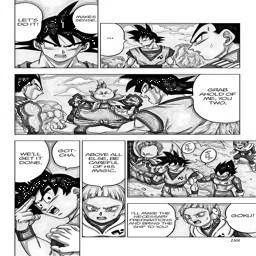 MAKES
SENSE.
LET'S
DO IT!
...
GRAB
AHOLD
OF ME,
YOU TWO.
GOKU!
I'LL MAKE THE
NECESSARY
PREPARATIONS
AND BRING THE
SHIP TO YOU!
ABOVE ALL
ELSE, BE
CAREFUL
OF HIS
MAGIC.
GOT-
CHA.
WE'LL
GET IT
DONE.